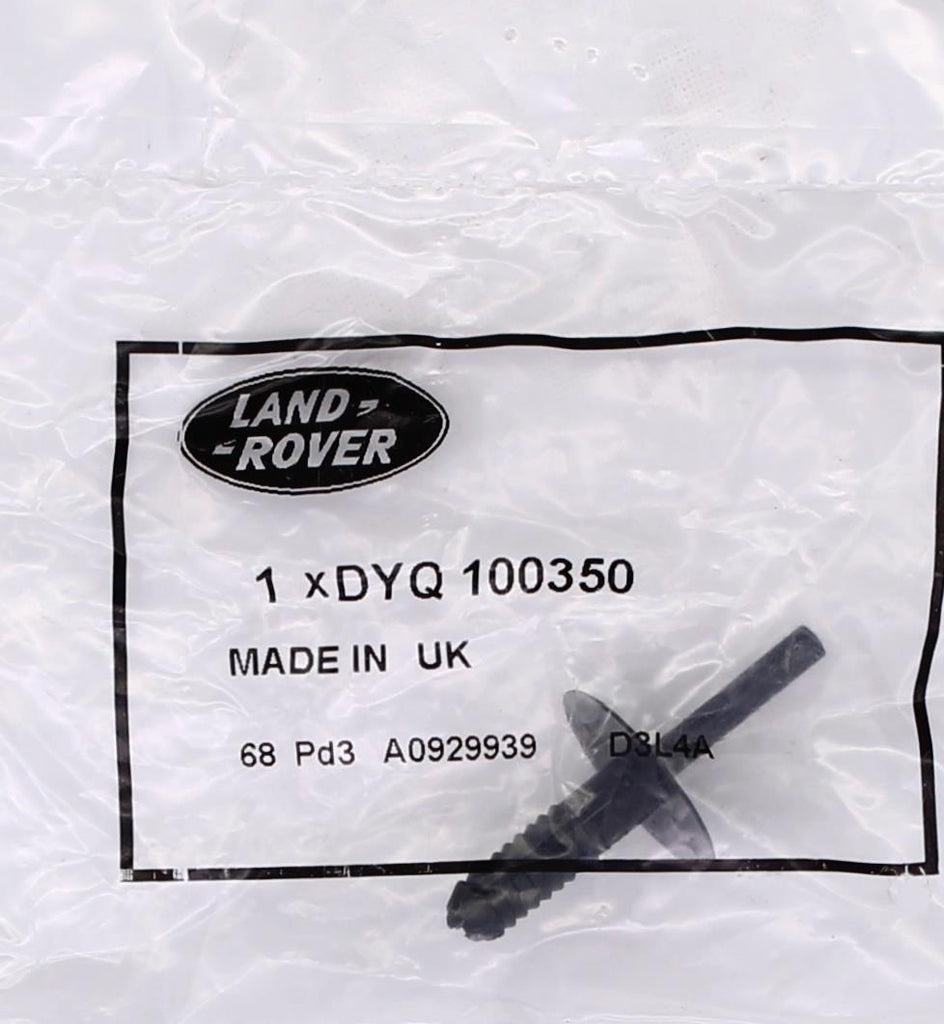 LAND
ROVER
1 xDYQ 100350
MADE IN UK
68 Pd3 A0929939 D3L4A